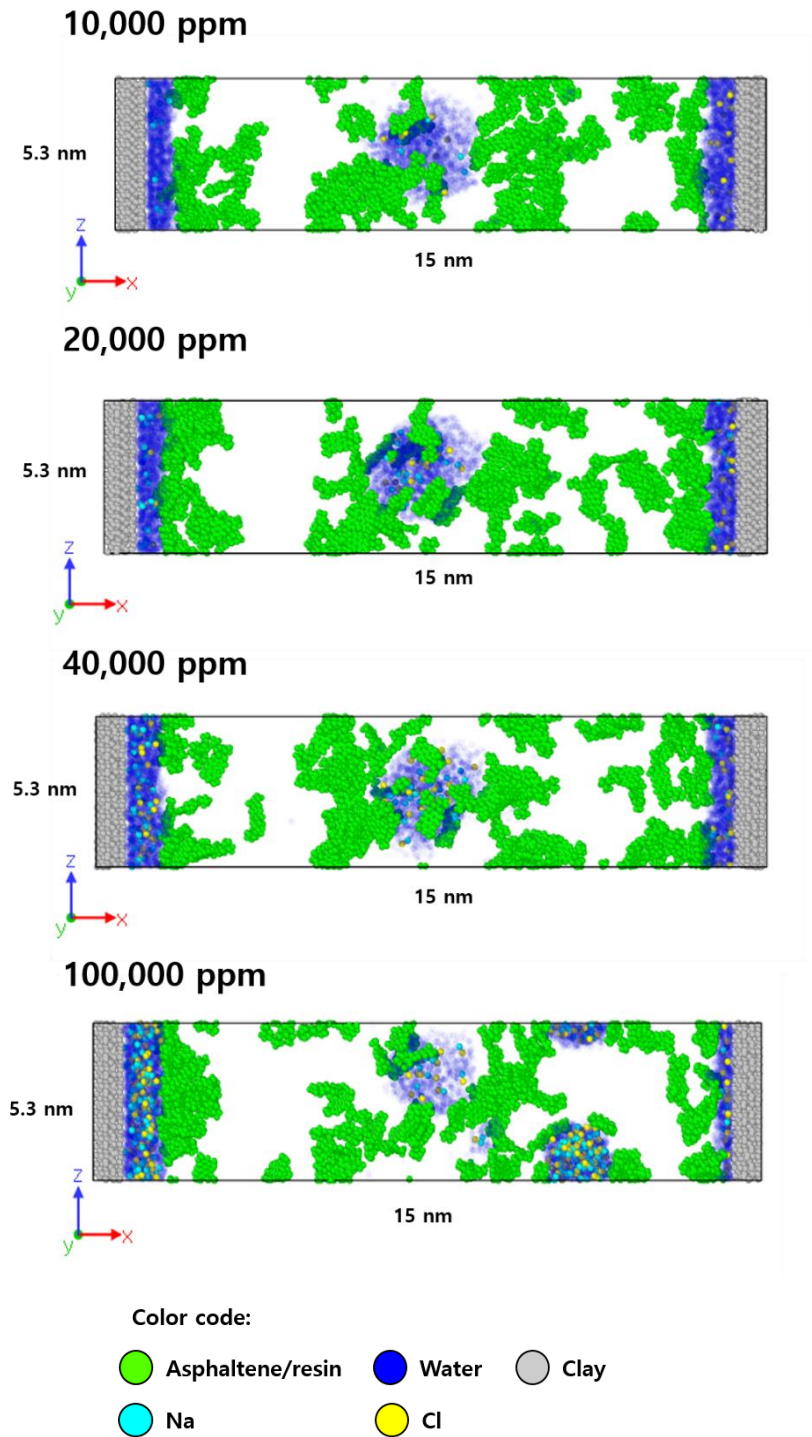 10,000 ppm
5.3 nm
15 nm
Z
X
y
20,000 ppm
5.3 nm
15 nm
Z
X
y
40,000 ppm
5.3 nm
15 nm
Z
X
y
100,000 ppm
5.3 nm
15 nm
Z
X
y
Color code:
Asphaltene/resin Water Clay
Na Cl